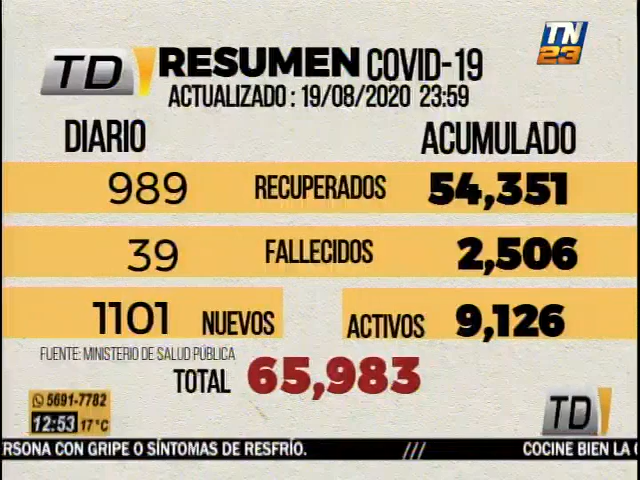 TD RESUMEN COVID-19
TN 23
ACTUALIZADO : 19/08/2020 23:59
DIARIO ACUMULADO
989 RECUPERADOS 54,351
39 FALLECIDOS 2,506
1101 NUEVOS ACTIVOS 9,126
FUENTE: MINISTERIO DE SALUD PÚBLICA
TOTAL 65,983
5691-7782
12:53 17°C
TD
RSONA CON GRIPE O SÍNTOMAS DE RESFRÍO. /// COCINE BIEN LA